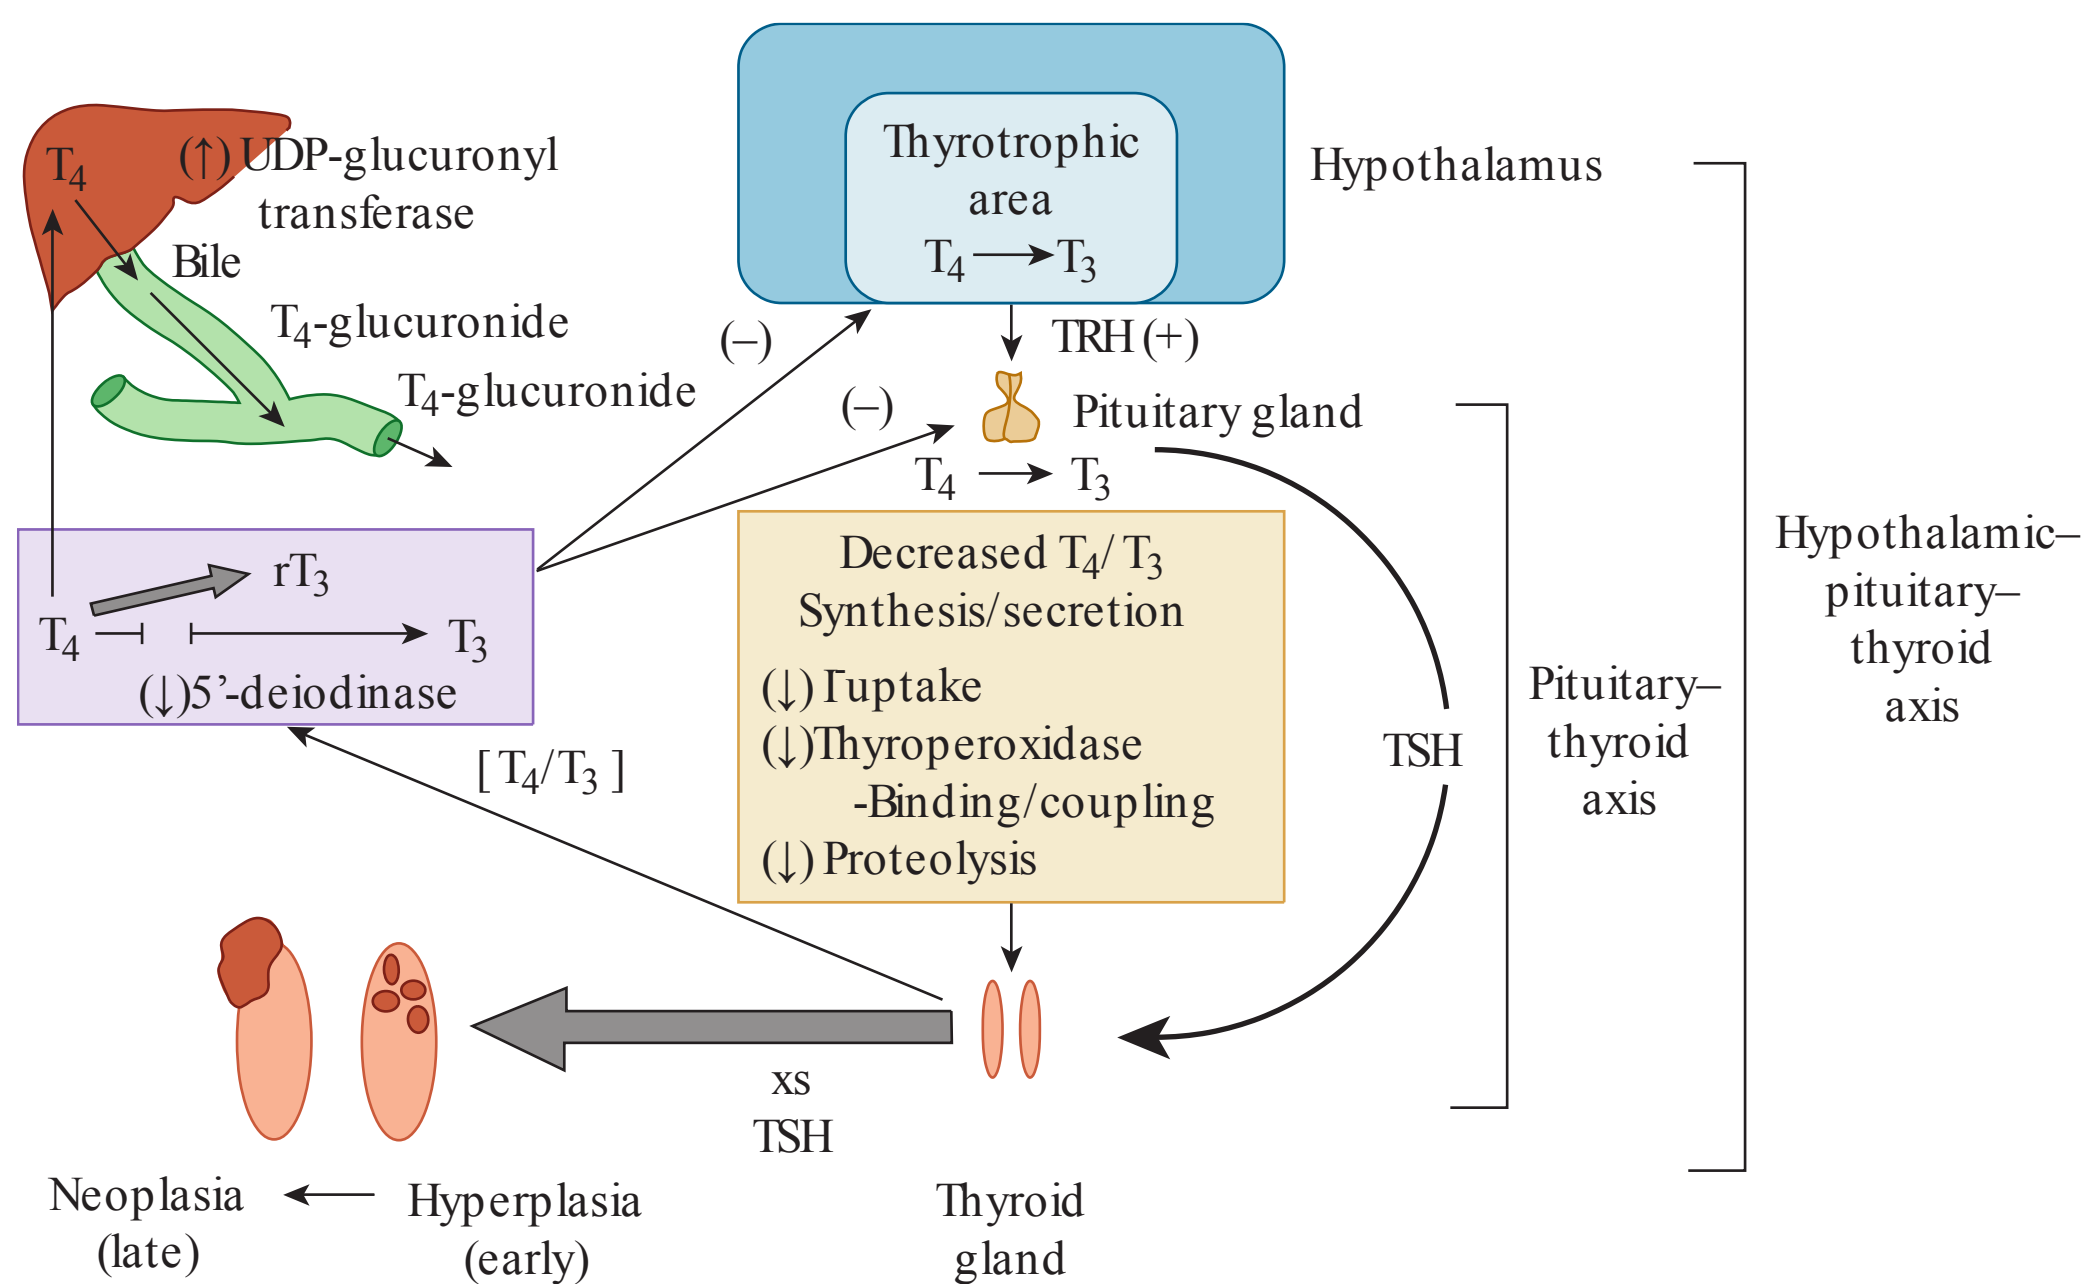 Thyrotrophic
area
T₄ → T₃
Hypothalamus
T₄
(↑) UDP-glucuronyl
transferase
Bile
T₄-glucuronide
T₄-glucuronide
(–)
TRH (+)
(–)
Pituitary gland
T₄ → T₃
rT₃
T₄
T₃
(↓)5’-deiodinase
Decreased T₄/ T₃
Synthesis/secretion
(↓) I⁻uptake
(↓)Thyroperoxidase
-Binding/coupling
(↓) Proteolysis
[ T₄/T₃ ]
TSH
Pituitary–
thyroid
axis
Hypothalamic–
pituitary–
thyroid
axis
xs
TSH
Neoplasia
(late)
Hyperplasia
(early)
Thyroid
gland